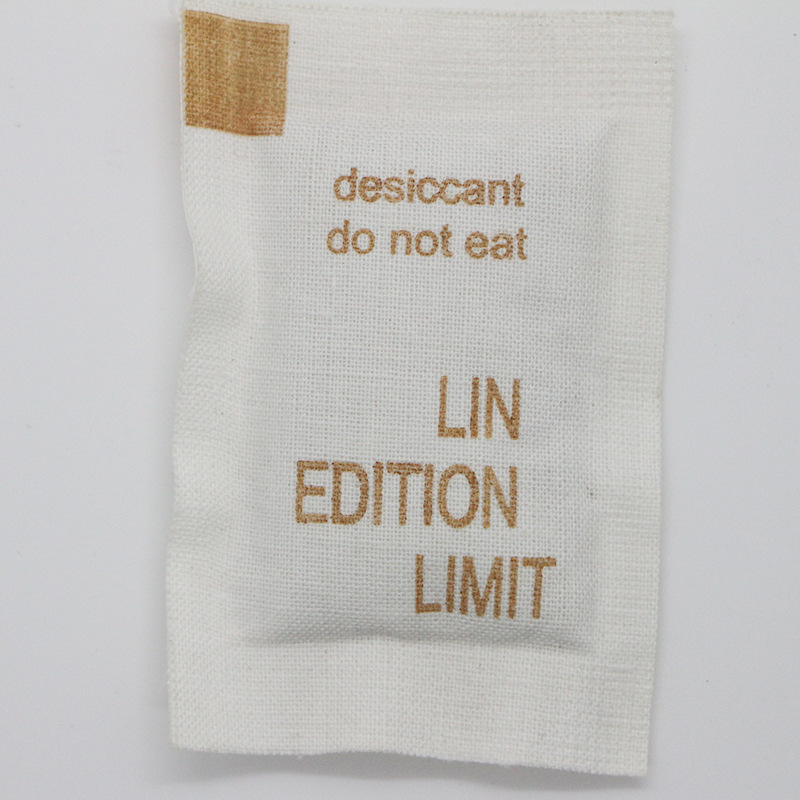 desiccant
do not eat
LIN
EDITION
LIMIT